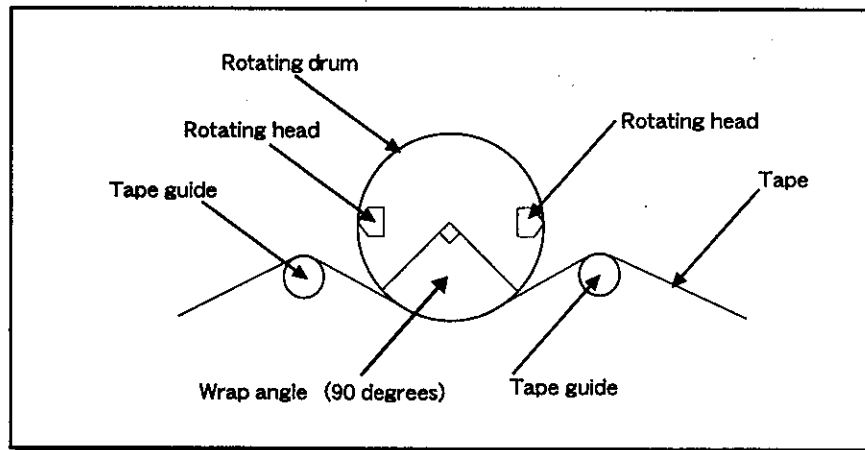 Rotating drum
Rotating head
Rotating head
Tape guide
Tape
Wrap angle (90 degrees)
Tape guide